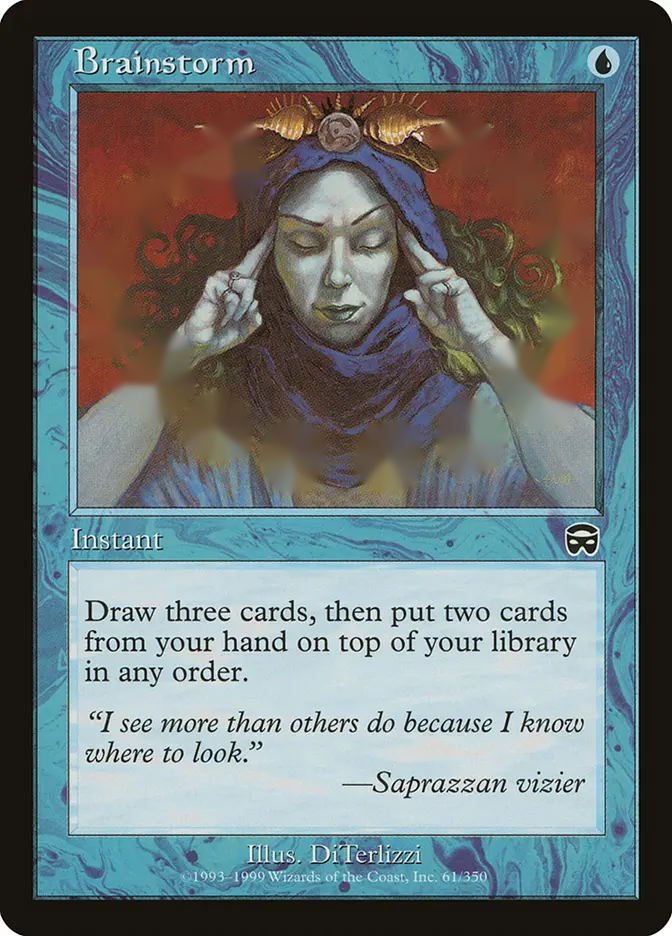 Brainstorm
Instant
Draw three cards, then put two cards
from your hand on top of your library
in any order.
“I see more than others do because I know
where to look.”
—Saprazzan vizier
Illus. DiTerlizzi
©1993–1999 Wizards of the Coast, Inc. 61/350